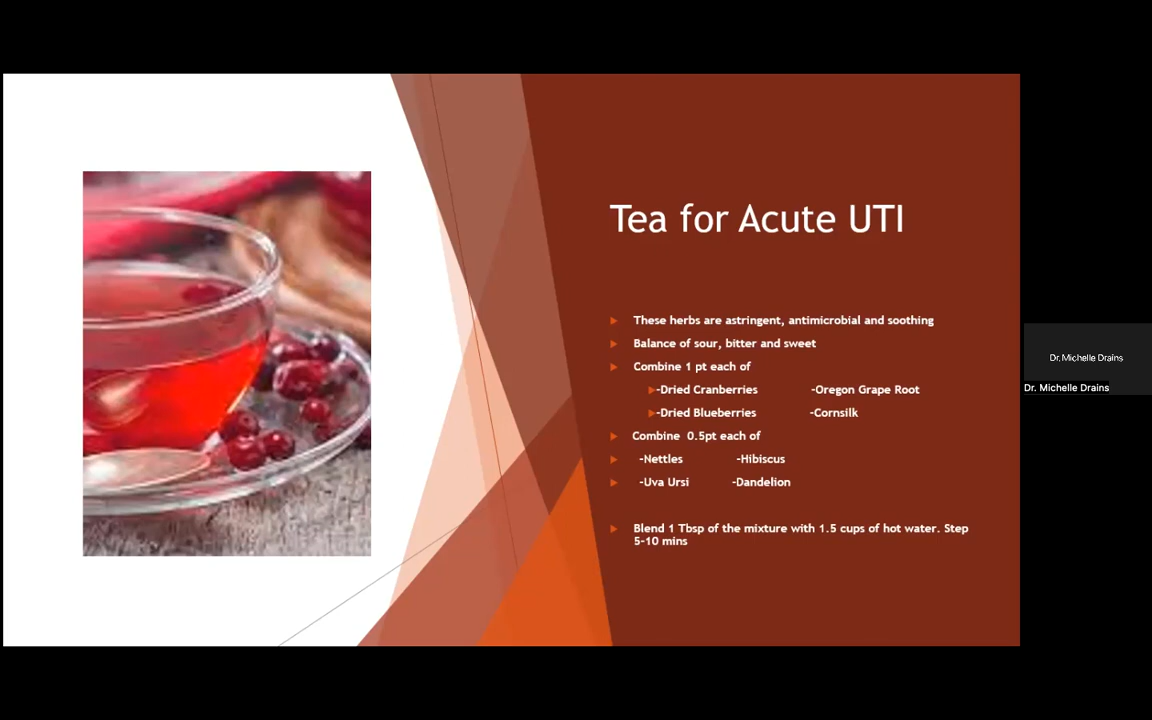 Tea for Acute UTI
These herbs are astringent, antimicrobial and soothing
Balance of sour, bitter and sweet
Combine 1 pt each of
-Dried Cranberries -Oregon Grape Root
-Dried Blueberries -Cornsilk
Combine 0.5pt each of
-Nettles -Hibiscus
-Uva Ursi -Dandelion
Blend 1 Tbsp of the mixture with 1.5 cups of hot water. Step
5-10 mins
Dr. Michelle Drains
Dr. Michelle Drains